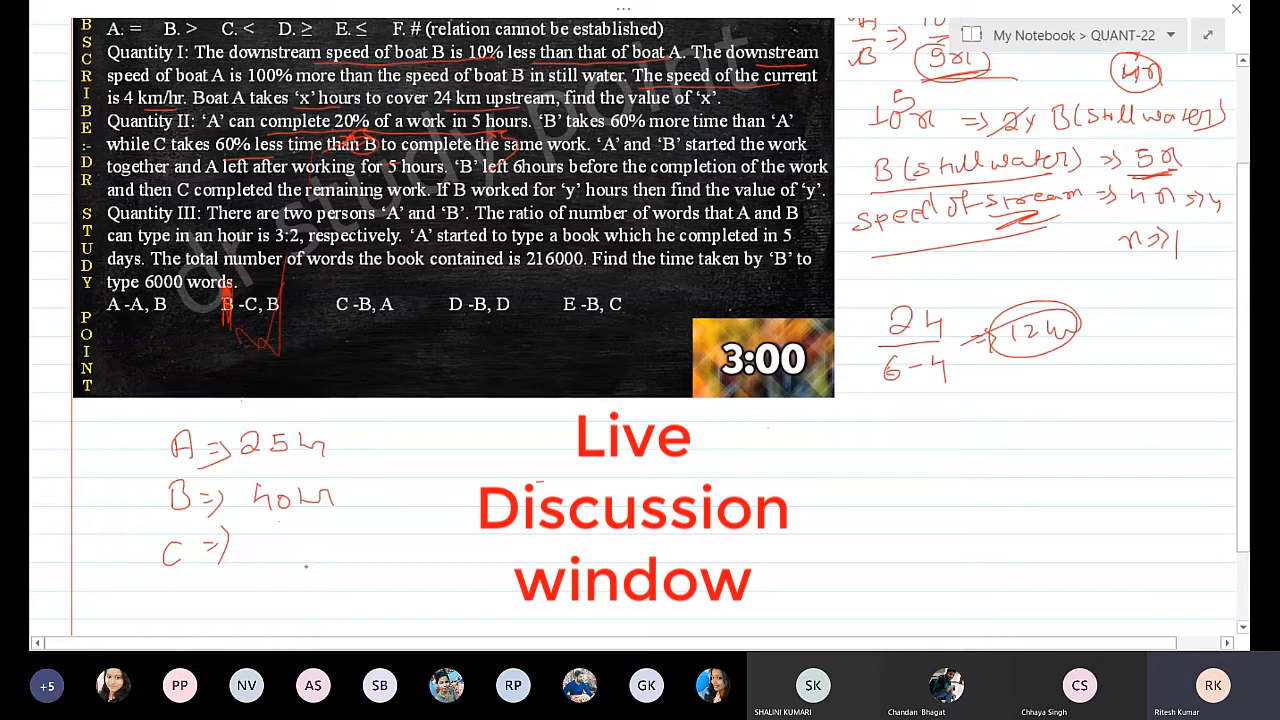 ...
My Notebook > QUANT-22
B S C R I B E :- D R S T U D Y P O I N T
A. = B. > C. < D. ≥ E. ≤ F. # (relation cannot be established)
Quantity I: The downstream speed of boat B is 10% less than that of boat A. The downstream
speed of boat A is 100% more than the speed of boat B in still water. The speed of the current
is 4 km/hr. Boat A takes ‘x’ hours to cover 24 km upstream, find the value of ‘x’.
Quantity II: ‘A’ can complete 20% of a work in 5 hours. ‘B’ takes 60% more time than ‘A’
while C takes 60% less time than B to complete the same work. ‘A’ and ‘B’ started the work
together and A left after working for 5 hours. ‘B’ left 6hours before the completion of the work
and then C completed the remaining work. If B worked for ‘y’ hours then find the value of ‘y’.
Quantity III: There are two persons ‘A’ and ‘B’. The ratio of number of words that A and B
can type in an hour is 3:2, respectively. ‘A’ started to type a book which he completed in 5
days. The total number of words the book contained is 216000. Find the time taken by ‘B’ to
type 6000 words.
A -A, B B -C, B C -B, A D -B, D E -B, C
3:00
B 9x
4x
5
10x => 2x B(still water)
B(still water) => 5x
speed of stream => 4x => 4
x => 1
24
6-4 => 12 hr
A => 25 hr
B => 40 hr
C =>
Live
Discussion
window
+5 PP NV AS SB RP GK SK CS RK
SHALINI KUMARI Chandan Bhagat Chhaya Singh Ritesh Kumar